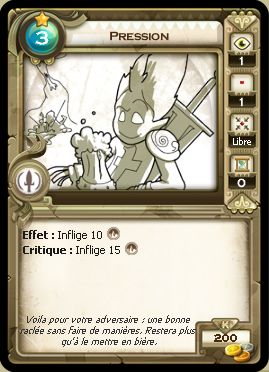 Pression
3
1
1
Libre
0
Effet : Inflige 10
Critique : Inflige 15
Voila pour votre adversaire : une bonne
raclée sans faire de manières. Restera plus
qu'à le mettre en bière.
K
200